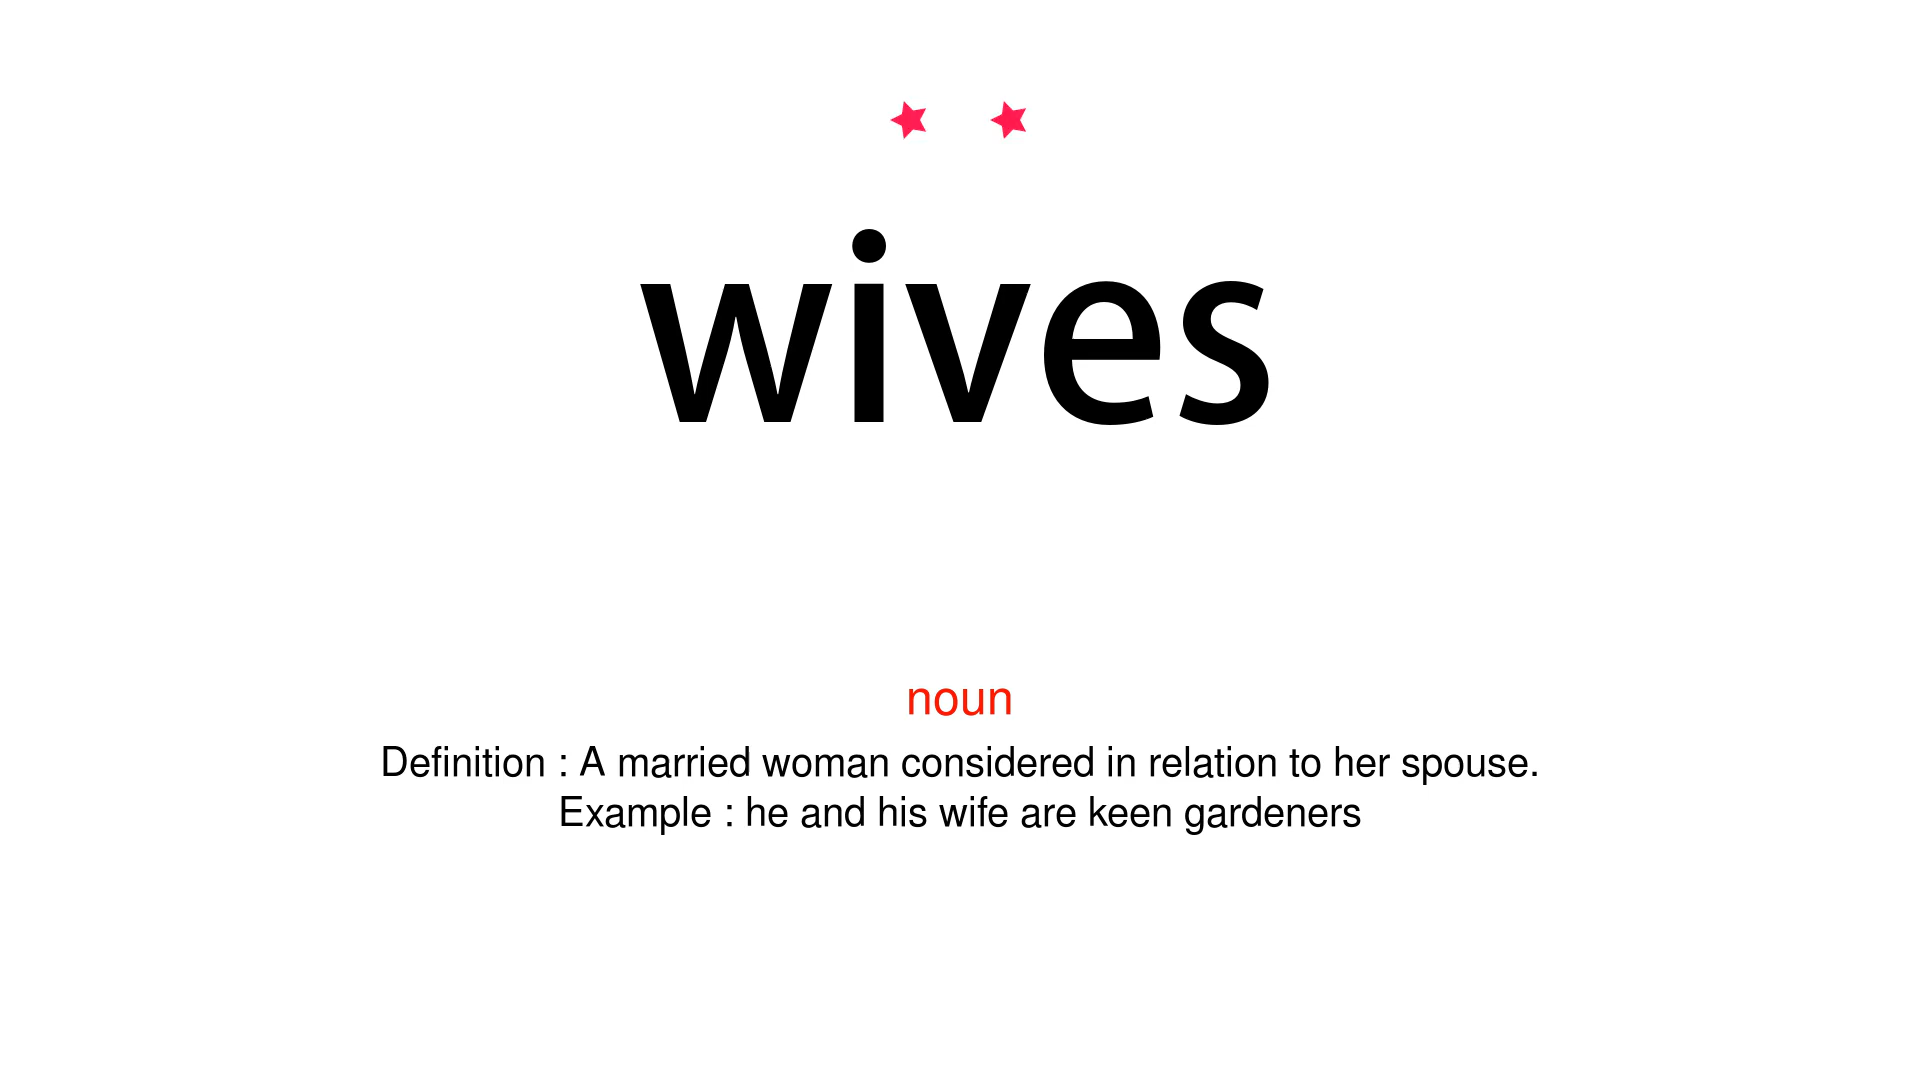 wives
noun
Definition : A married woman considered in relation to her spouse.
Example : he and his wife are keen gardeners